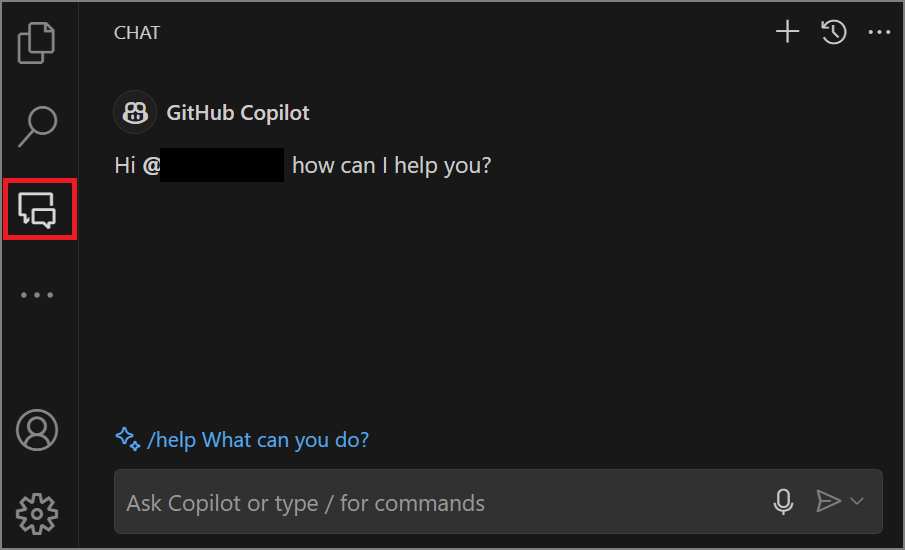 CHAT
GitHub Copilot
Hi @ how can I help you?
/help What can you do?
Ask Copilot or type / for commands